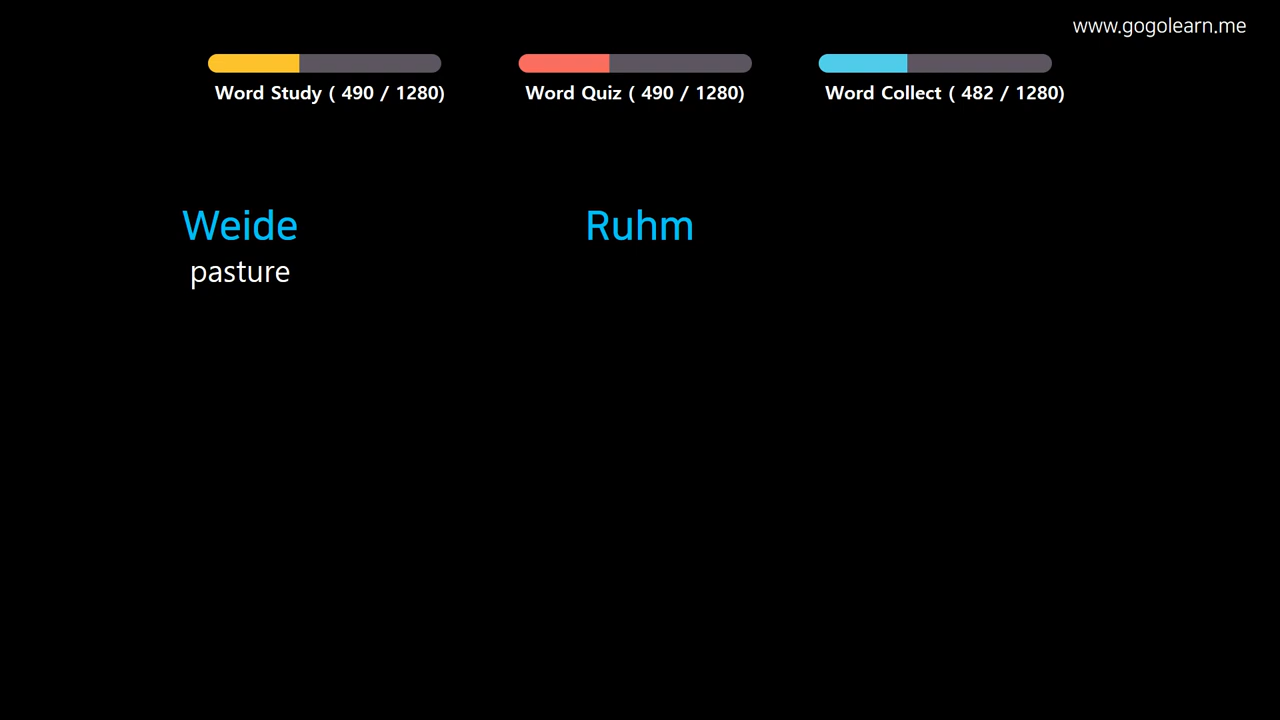 www.gogolearn.me
Word Study ( 490 / 1280)
Word Quiz ( 490 / 1280)
Word Collect ( 482 / 1280)
Weide
pasture
Ruhm